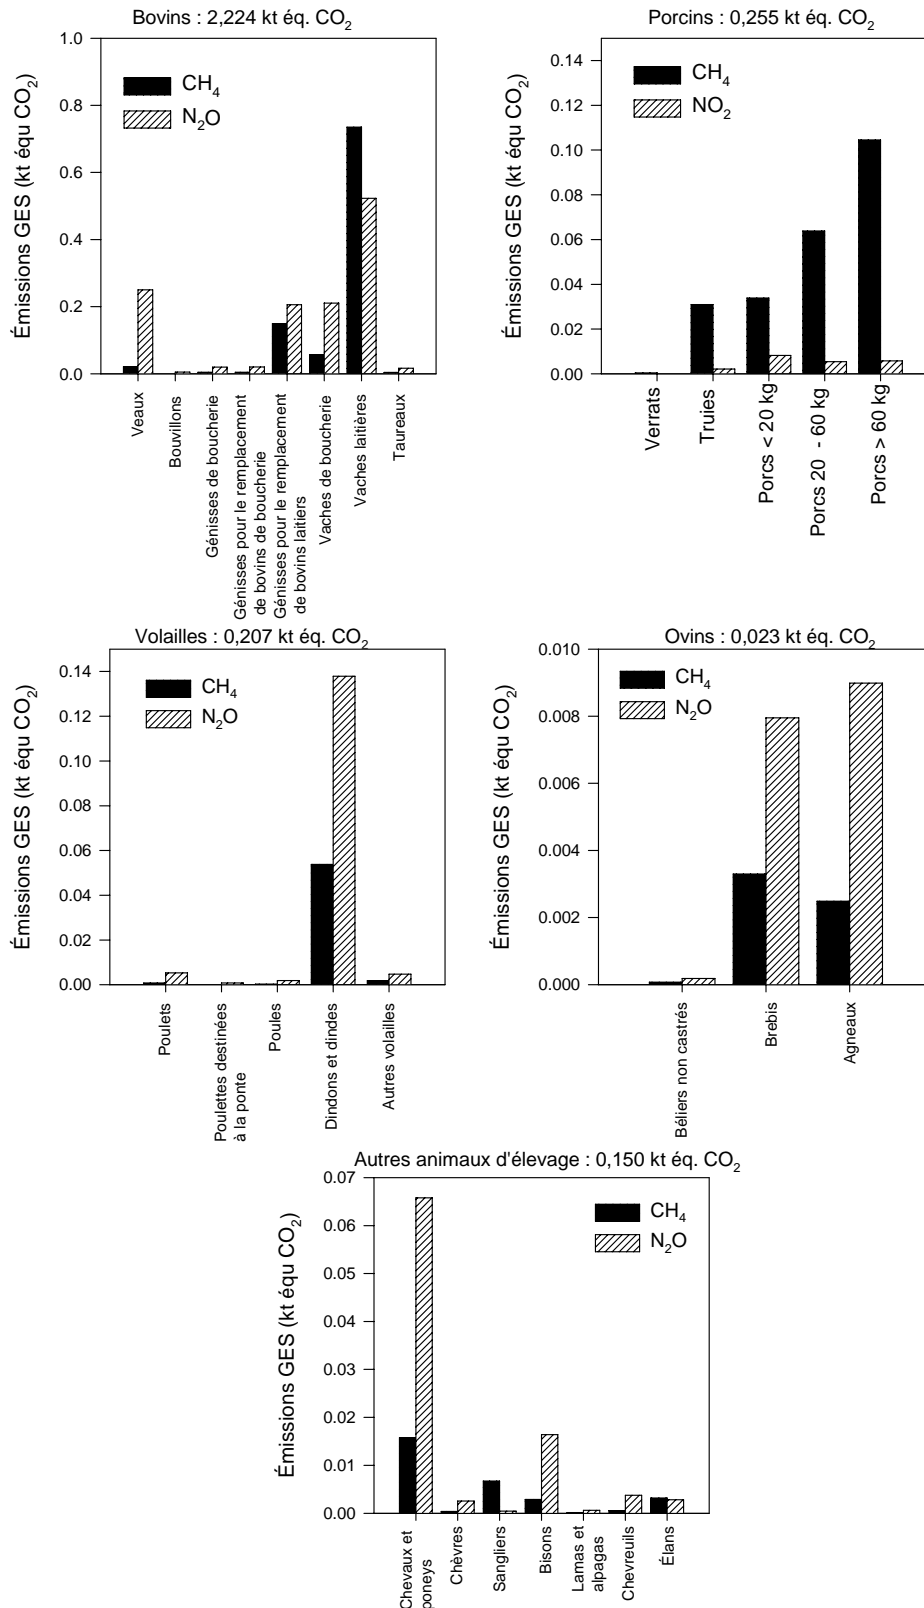 Bovins : 2,224 kt éq. CO2
Émissions GES (kt équ CO2)
1.0
0.8
0.6
0.4
0.2
0.0
CH4
N2O
Veaux
Bouvillons
Génisses de boucherie
Génisses pour le remplacement
de bovins de boucherie
Génisses pour le remplacement
de bovins laitiers
Vaches de boucherie
Vaches laitières
Taureaux
Porcins : 0,255 kt éq. CO2
Émissions GES (kt équ CO2)
0.14
0.12
0.10
0.08
0.06
0.04
0.02
0.00
CH4
NO2
Verrats
Truies
Porcs < 20 kg
Porcs 20 - 60 kg
Porcs > 60 kg
Volailles : 0,207 kt éq. CO2
Émissions GES (kt équ CO2)
0.14
0.12
0.10
0.08
0.06
0.04
0.02
0.00
CH4
N2O
Poulets
Poulettes destinées
à la ponte
Poules
Dindons et dindes
Autres volailles
Ovins : 0,023 kt éq. CO2
Émissions GES (kt équ CO2)
0.010
0.008
0.006
0.004
0.002
0.000
CH4
N2O
Béliers non castrés
Brebis
Agneaux
Autres animaux d'élevage : 0,150 kt éq. CO2
Émissions GES (kt équ CO2)
0.07
0.06
0.05
0.04
0.03
0.02
0.01
0.00
CH4
N2O
Chevaux et
poneys
Chèvres
Sangliers
Bisons
Lamas et
alpagas
Chevreuils
Élans